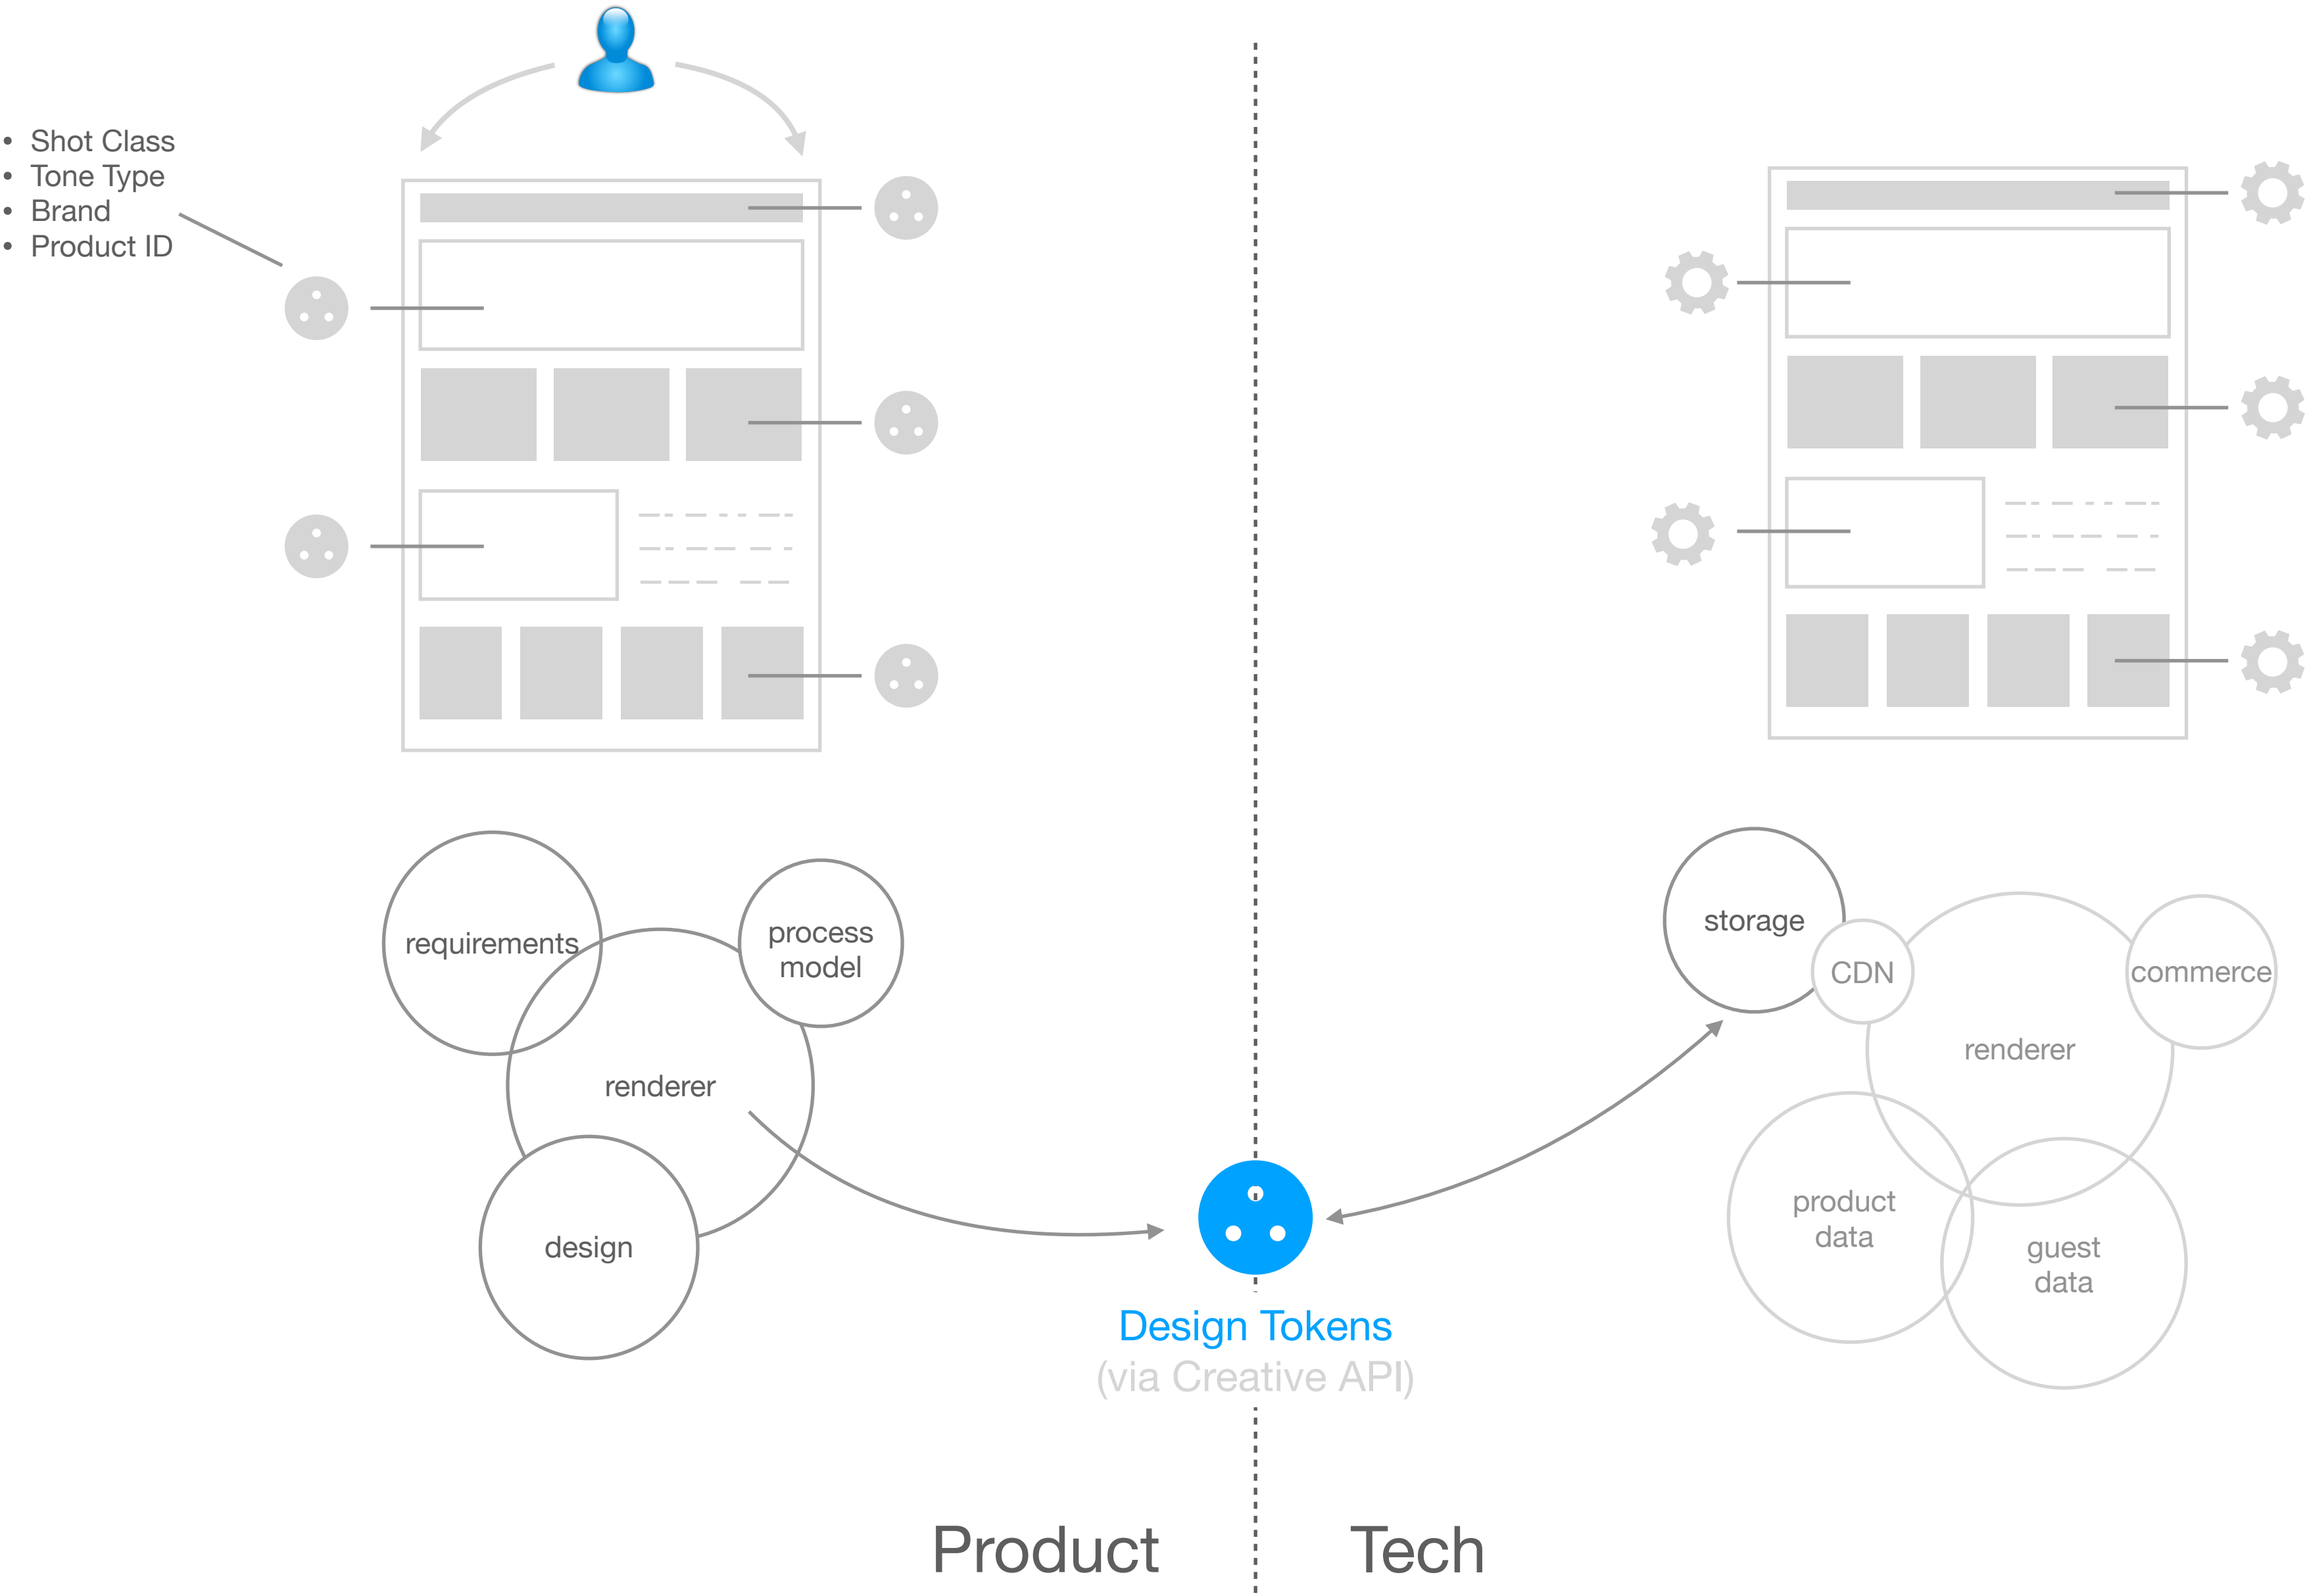 • Shot Class
• Tone Type
• Brand
• Product ID
requirements
process
model
renderer
design
storage
CDN
commerce
renderer
product
data
guest
data
Design Tokens
(via Creative API)
Product
Tech